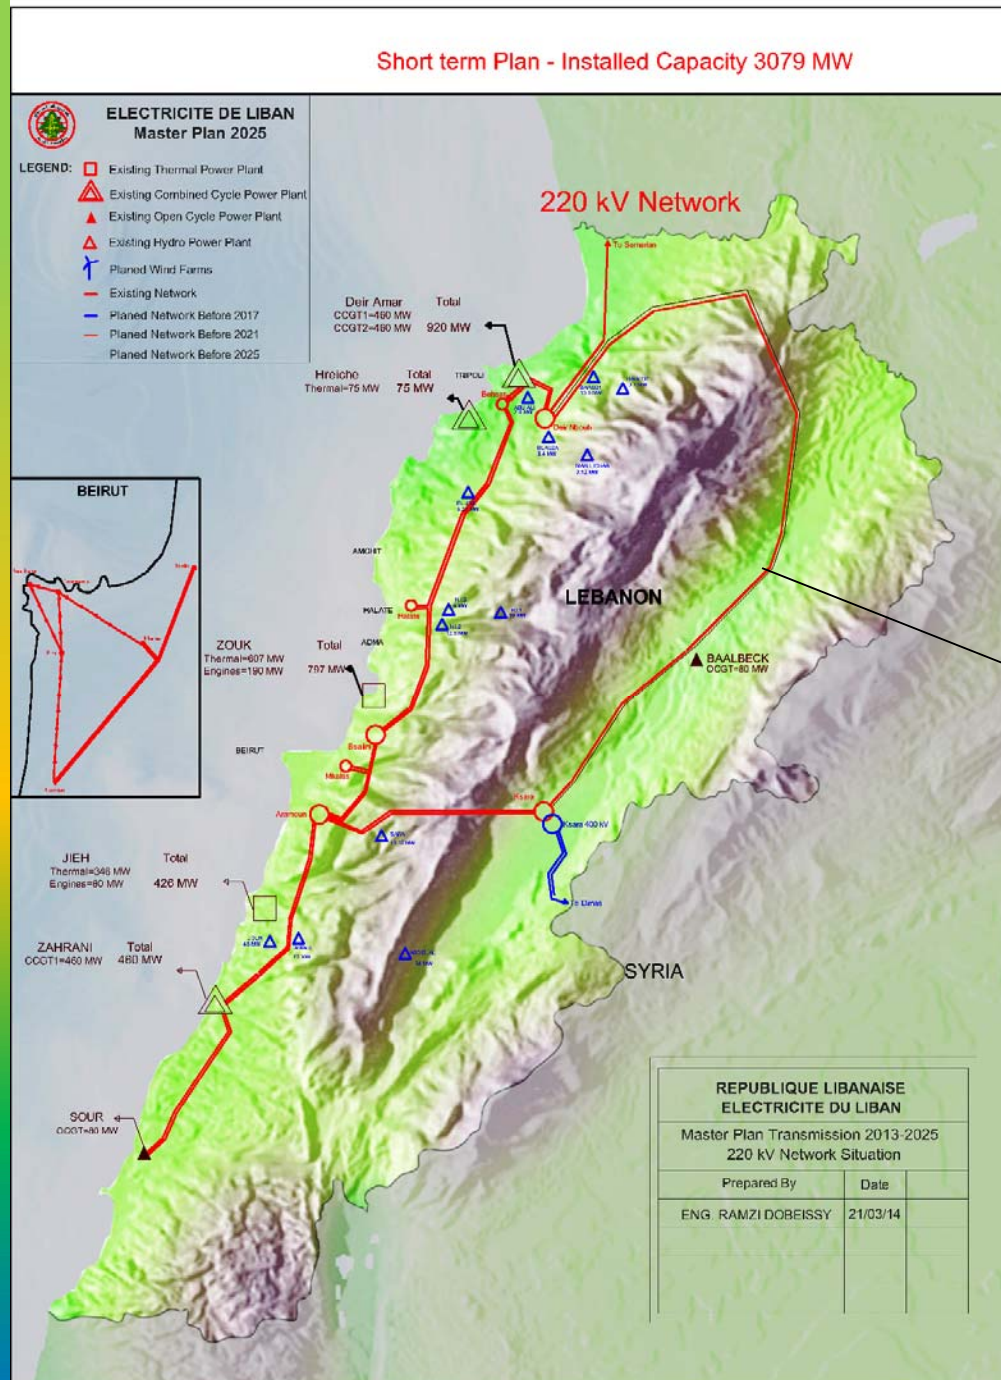 Short term Plan - Installed Capacity 3079 MW
ELECTRICITE DE LIBAN
Master Plan 2025
LEGEND:
Existing Thermal Power Plant
Existing Combined Cycle Power Plant
Existing Open Cycle Power Plant
Existing Hydro Power Plant
Planed Wind Farms
Existing Network
Planed Network Before 2017
Planed Network Before 2021
Planed Network Before 2025
220 kV Network
Deir Amar Total
CCGT1=460 MW
CCGT2=460 MW 920 MW
Hreiche Total
Thermal=75 MW 75 MW
TRIPOLI
Deir Nbouh
BEIRUT
AMCHIT
HALATE
Halate
ADMA
LEBANON
ZOUK Total
Thermal=607 MW
Engines=190 MW 797 MW
BAALBECK
OCGT=80 MW
BEIRUT
Bsalim
Mkalles
Aramoun
Ksara
Ksara 400 kV
JIEH Total
Thermal=346 MW
Engines=80 MW 426 MW
To Dimas
ZAHRANI Total
CCGT1=460 MW 460 MW
SYRIA
SOUR
OCGT=80 MW
REPUBLIQUE LIBANAISE
ELECTRICITE DU LIBAN
Master Plan Transmission 2013-2025
220 kV Network Situation
Prepared By Date
ENG. RAMZI DOBEISSY 21/03/14